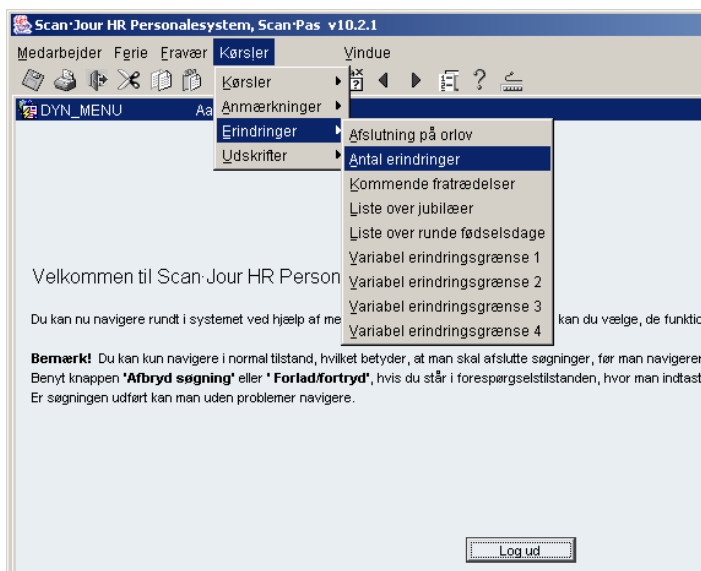 Scan·Jour HR Personalesystem, Scan·Pas v10.2.1
Medarbejder Ferie Fravær Kørsler Vindue
DYN_MENU Aa
Kørsler
Anmærkninger
Erindringer
Udskrifter
Afslutning på orlov
Antal erindringer
Kommende fratrædelser
Liste over jubilæer
Liste over runde fødselsdage
Variabel erindringsgrænse 1
Variabel erindringsgrænse 2
Variabel erindringsgrænse 3
Variabel erindringsgrænse 4
Velkommen til Scan·Jour HR Person
Du kan nu navigere rundt i systemet ved hjælp af me kan du vælge, de funktio
Bemærk! Du kan kun navigere i normal tilstand, hvilket betyder, at man skal afslutte søgninger, før man navigerer
Benyt knappen 'Afbryd søgning' eller ' Forlad/fortryd', hvis du står i forespørgselstilstanden, hvor man indtast
Er søgningen udført kan man uden problemer navigere.
Log ud